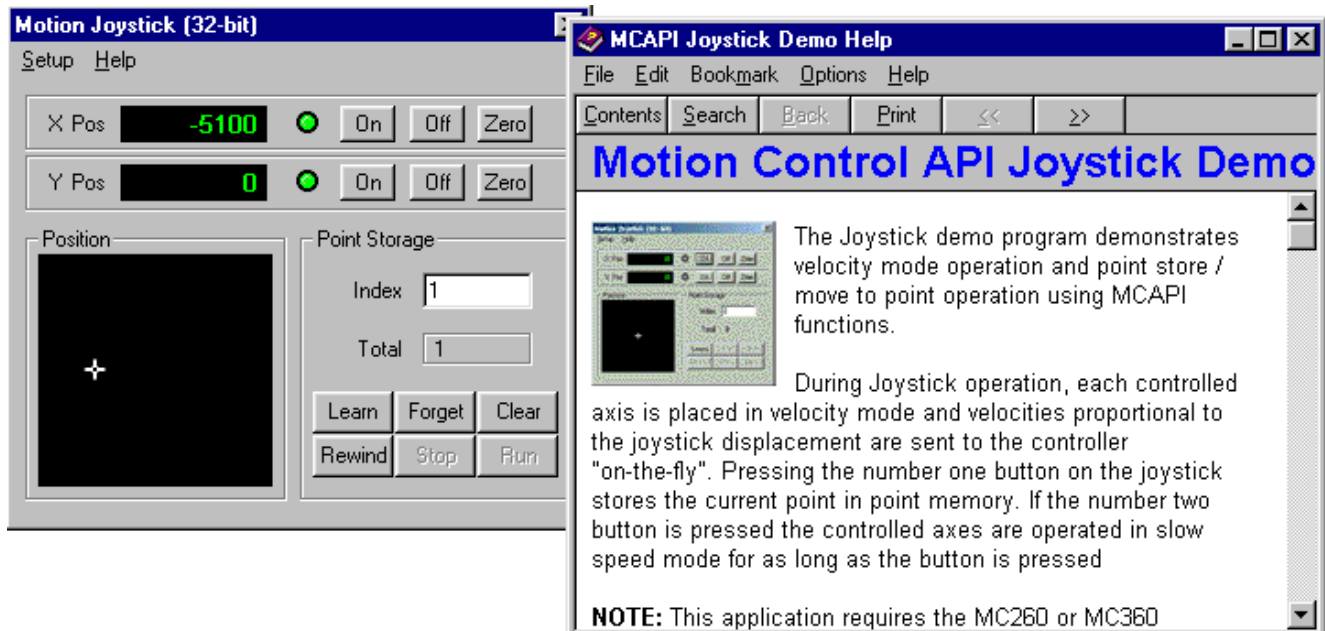 Motion Joystick (32-bit)
Setup Help
X Pos -5100 On Off Zero
Y Pos 0 On Off Zero
Position
Point Storage
Index 1
Total 1
Learn Forget Clear
Rewind Stop Run
MCAPI Joystick Demo Help
File Edit Bookmark Options Help
Contents Search Back Print << >>
Motion Control API Joystick Demo
The Joystick demo program demonstrates
velocity mode operation and point store /
move to point operation using MCAPI
functions.
During Joystick operation, each controlled
axis is placed in velocity mode and velocities proportional to
the joystick displacement are sent to the controller
"on-the-fly". Pressing the number one button on the joystick
stores the current point in point memory. If the number two
button is pressed the controlled axes are operated in slow
speed mode for as long as the button is pressed
NOTE: This application requires the MC260 or MC360